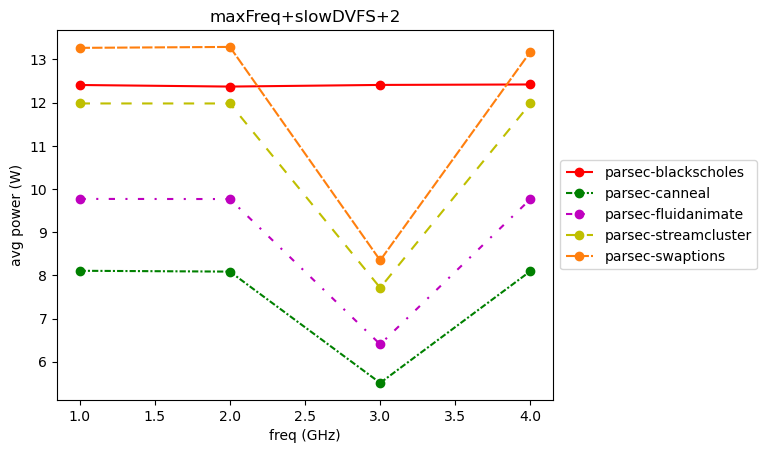 maxFreq+slowDVFS+2
avg power (W)
13
12
11
10
9
8
7
6
1.0 1.5 2.0 2.5 3.0 3.5 4.0
freq (GHz)
parsec-blackscholes
parsec-canneal
parsec-fluidanimate
parsec-streamcluster
parsec-swaptions